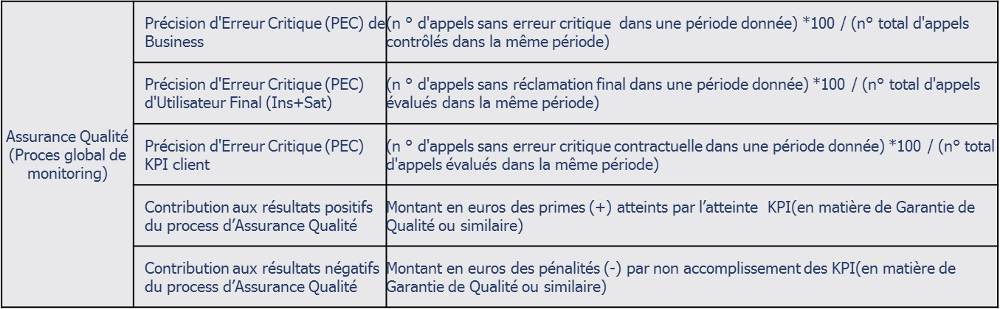 Assurance Qualité
(Proces global de
monitoring)
Précision d'Erreur Critique (PEC) de
Business
(n ° d'appels sans erreur critique dans une période donnée) *100 / (n° total d'appels
contrôlés dans la même période)
Précision d'Erreur Critique (PEC)
d'Utilisateur Final (Ins+Sat)
(n ° d'appels sans réclamation final dans une période donnée) *100 / (n° total d'appels
évalués dans la même période)
Précision d'Erreur Critique (PEC)
KPI client
(n ° d'appels sans erreur critique contractuelle dans une période donnée) *100 / (n° total
d'appels évalués dans la même période)
Contribution aux résultats positifs
du process d’Assurance Qualité
Montant en euros des primes (+) atteints par l’atteinte KPI(en matière de Garantie de
Qualité ou similaire)
Contribution aux résultats négatifs
du process d’Assurance Qualité
Montant en euros des pénalités (-) par non accomplissement des KPI(en matière de
Garantie de Qualité ou similaire)